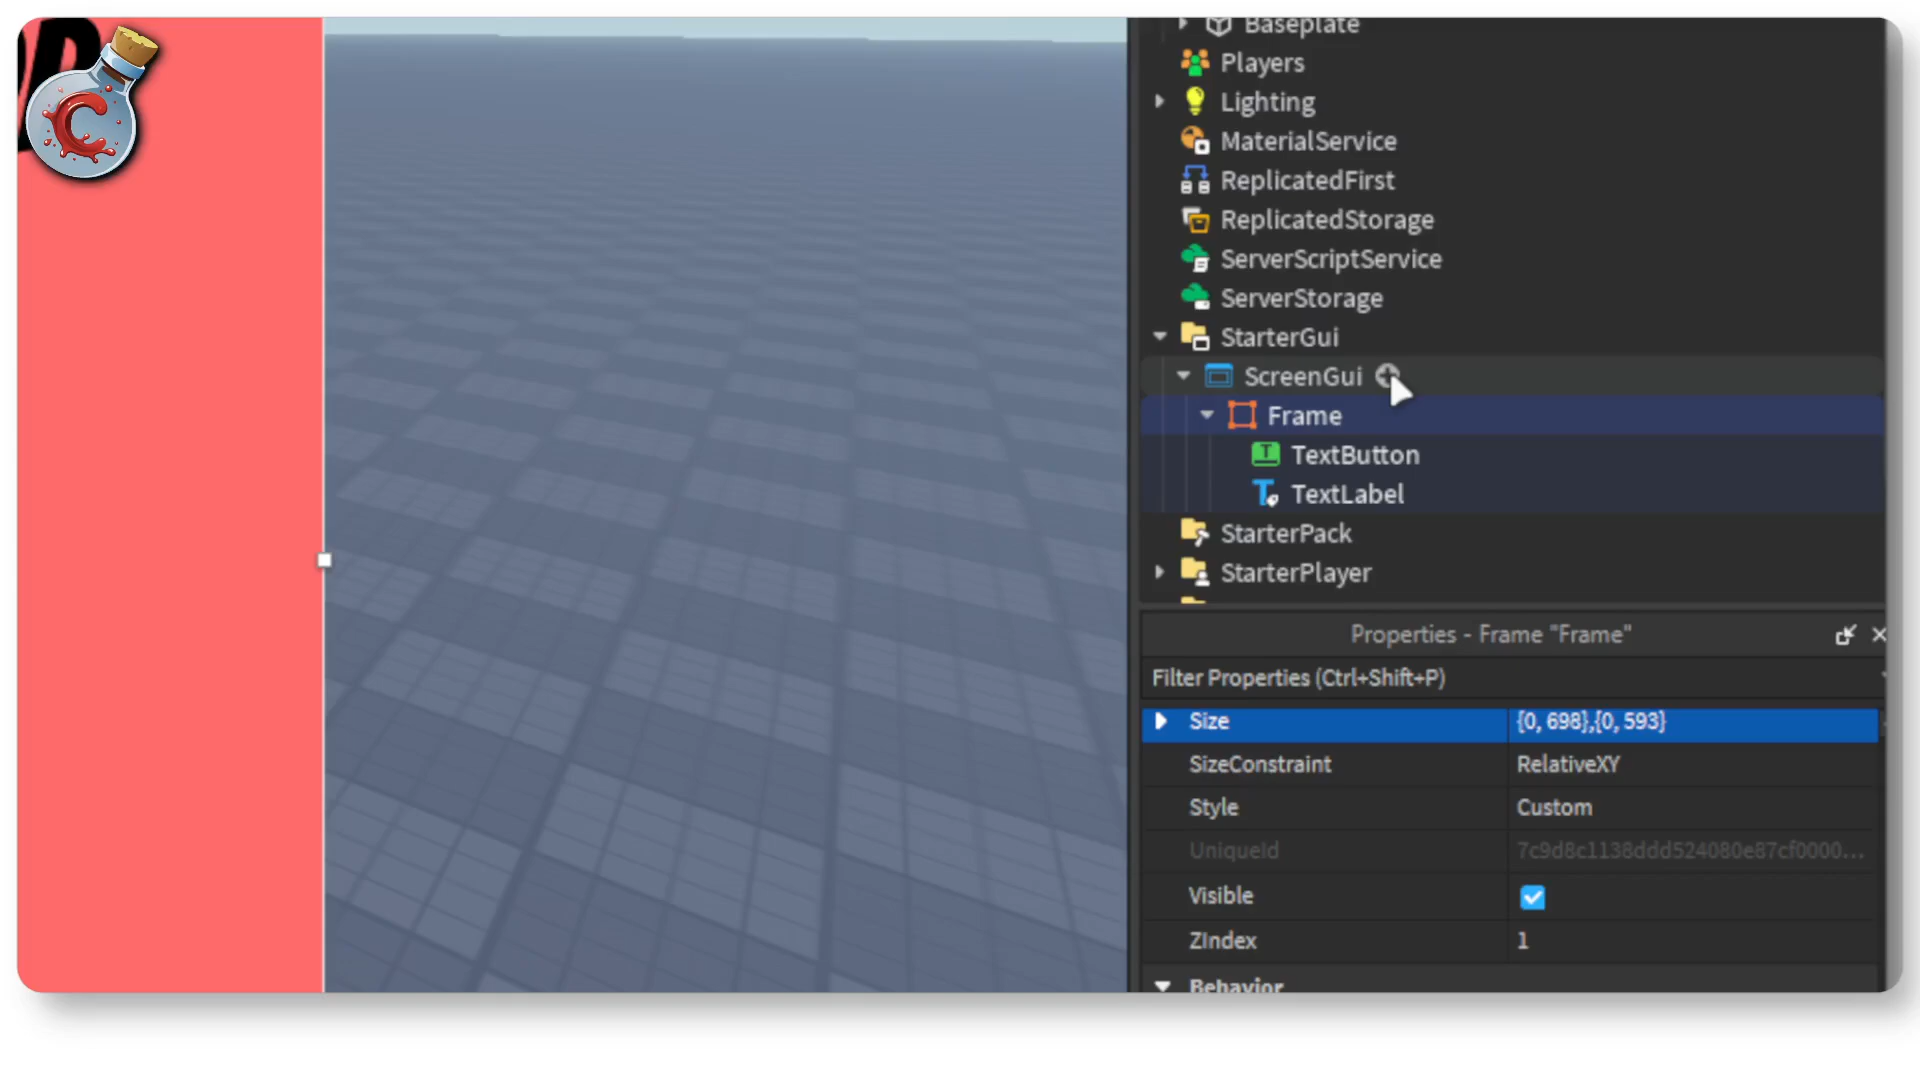 Baseplate
Players
Lighting
MaterialService
ReplicatedFirst
ReplicatedStorage
ServerScriptService
ServerStorage
StarterGui
ScreenGui
Frame
TextButton
TextLabel
StarterPack
StarterPlayer
Properties - Frame "Frame"
Filter Properties (Ctrl+Shift+P)
Size {0, 698},{0, 593}
SizeConstraint RelativeXY
Style Custom
UniqueId 7c9d8c1138ddd524080e87cf0000...
Visible
ZIndex 1
Behavior
C